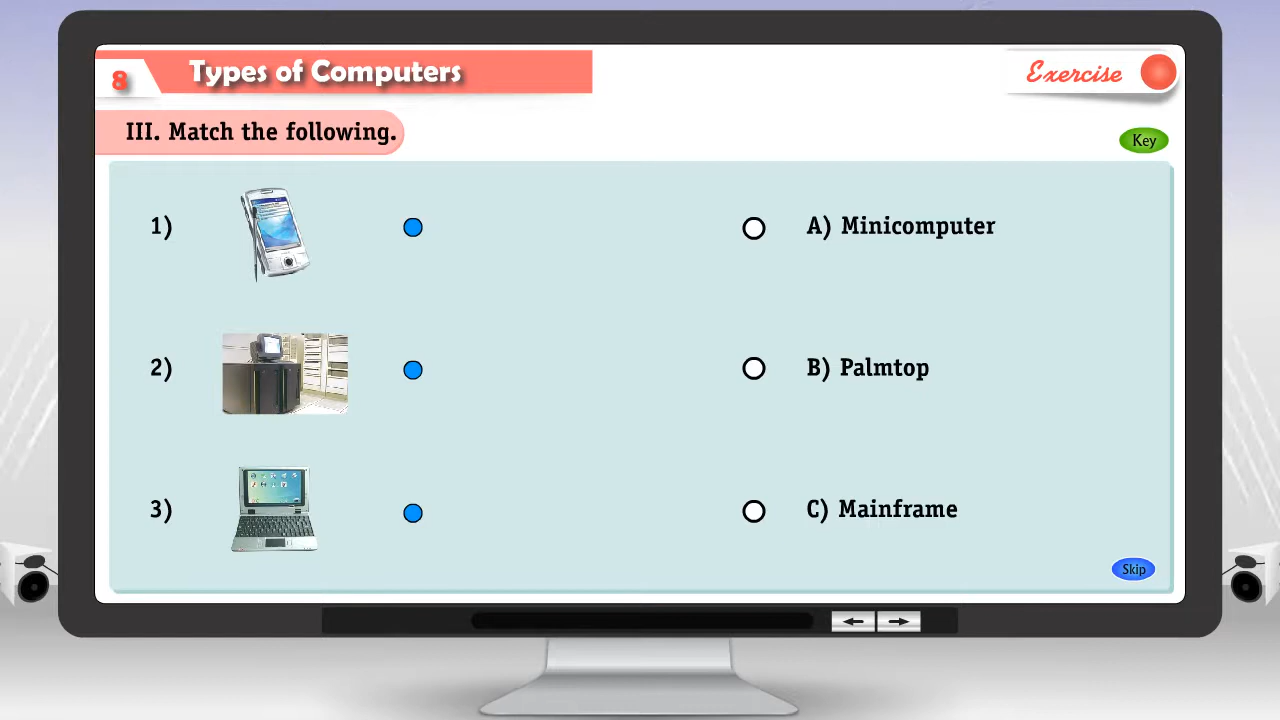 8
Types of Computers
Exercise
III. Match the following.
Key
1)
A) Minicomputer
2)
B) Palmtop
3)
C) Mainframe
Skip